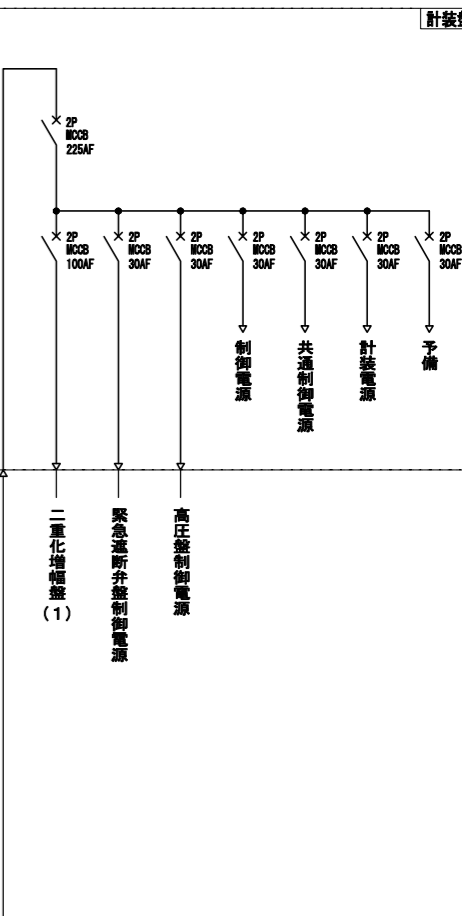 計装
2P
MCCB
225AF
2P
MCCB
100AF
2P
MCCB
30AF
2P
MCCB
30AF
2P
MCCB
30AF
2P
MCCB
30AF
2P
MCCB
30AF
2P
MCCB
30AF
制御電源
共通制御電源
計装電源
予備
二重化増幅盤(1)
緊急遮断弁盤制御電源
高圧盤制御電源